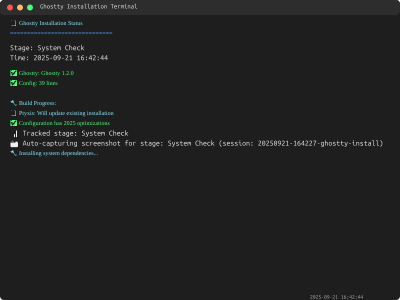 Ghostty Installation Terminal
Ghostty Installation Status
==============================
Stage: System Check
Time: 2025-09-21 16:42:44
✅ Ghostty: Ghostty 1.2.0
✅ Config: 39 lines
🔨 Build Progress:
Ptyxis: Will update existing installation
✅ Configuration has 2025 optimizations
📊 Tracked stage: System Check
📸 Auto-capturing screenshot for stage: System Check (session: 20250921-164227-ghostty-install)
🔨 Installing system dependencies...
2025-09-21 16:42:44